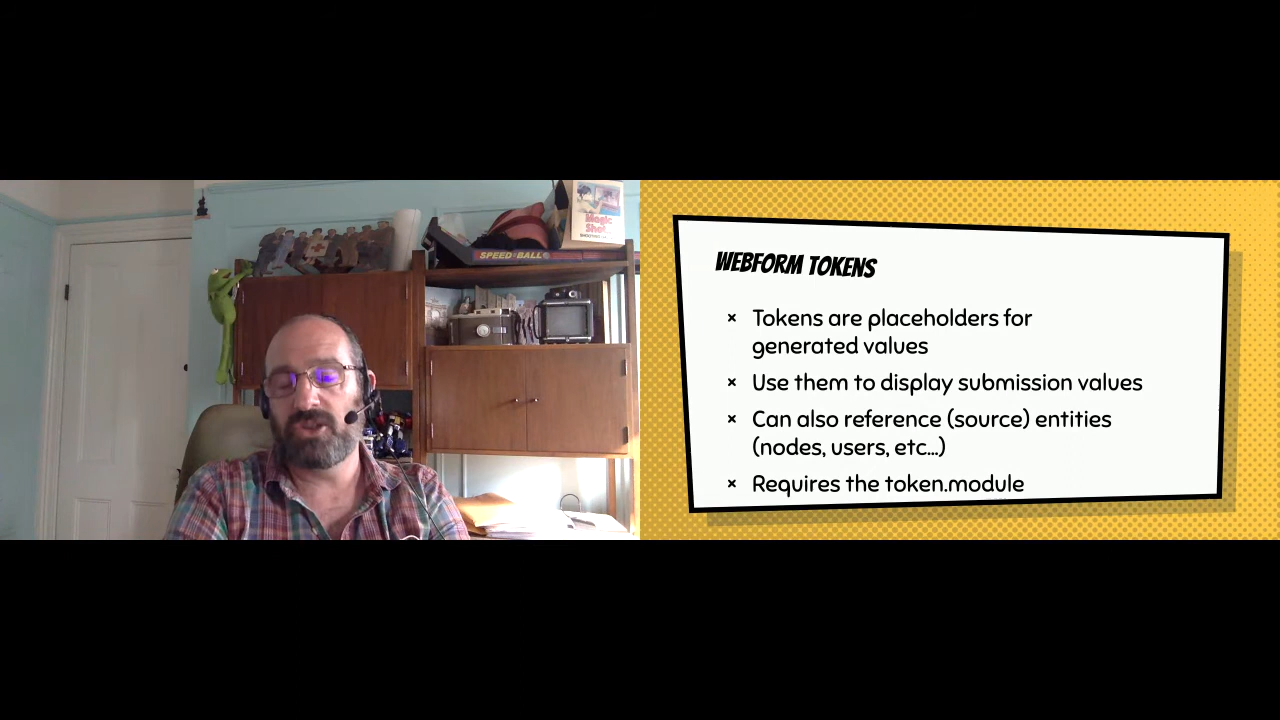 Magic
Shot
SPEED BALL
WEBFORM TOKENS
× Tokens are placeholders for
generated values
× Use them to display submission values
× Can also reference (source) entities
(nodes, users, etc...)
× Requires the token.module